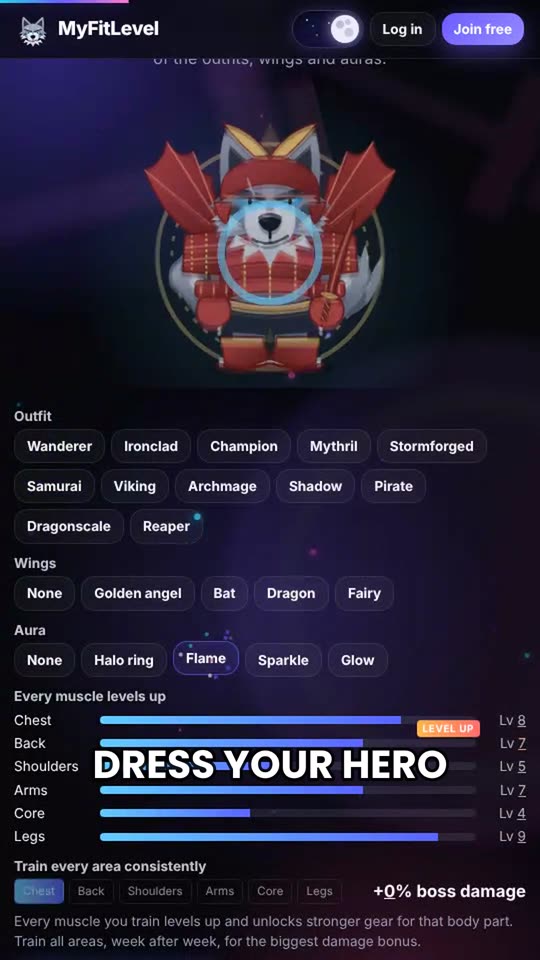 MyFitLevel
Log in
Join free
of the outfits, wings and auras.
Outfit
Wanderer Ironclad Champion Mythril Stormforged
Samurai Viking Archmage Shadow Pirate
Dragonscale Reaper
Wings
None Golden angel Bat Dragon Fairy
Aura
None Halo ring Flame Sparkle Glow
Every muscle levels up
Chest Lv 8
LEVEL UP
Back Lv 7
DRESS YOUR HERO
Shoulders Lv 5
Arms Lv 7
Core Lv 4
Legs Lv 9
Train every area consistently
Chest Back Shoulders Arms Core Legs +0% boss damage
Every muscle you train levels up and unlocks stronger gear for that body part.
Train all areas, week after week, for the biggest damage bonus.